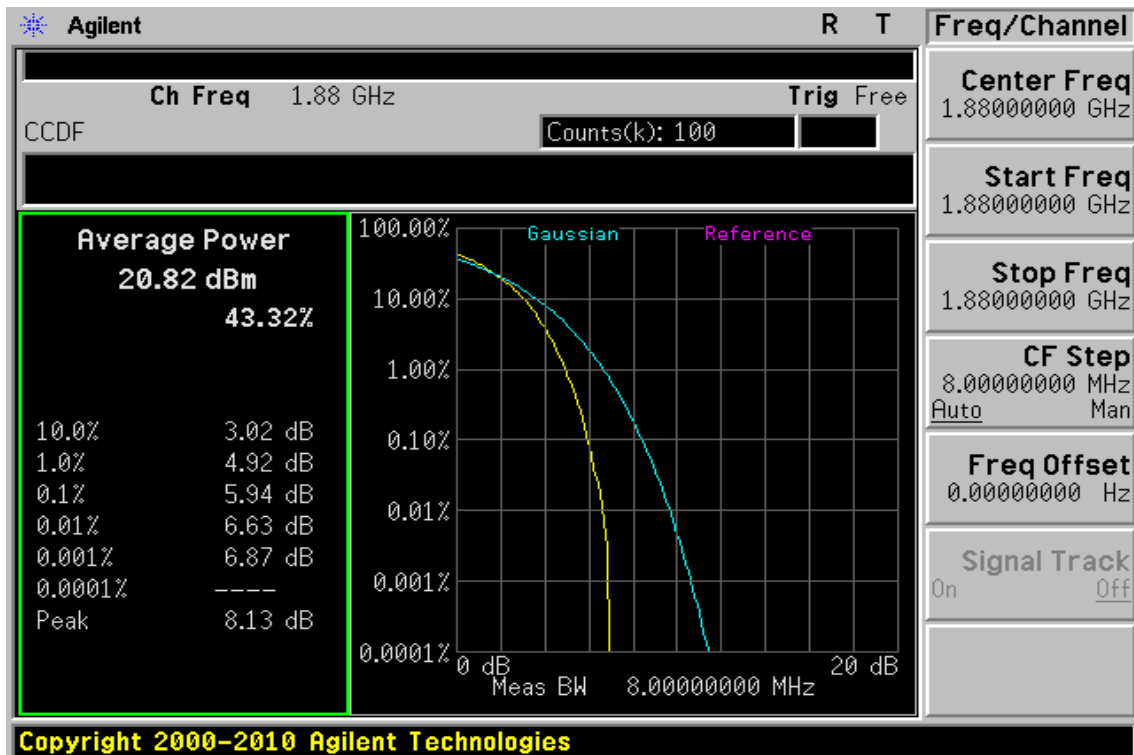 Agilent R T
Ch Freq 1.88 GHz Trig Free
CCDF Counts(k): 100
Average Power
20.82 dBm
43.32%
10.0% 3.02 dB
1.0% 4.92 dB
0.1% 5.94 dB
0.01% 6.63 dB
0.001% 6.87 dB
0.0001% ----
Peak 8.13 dB
Gaussian Reference
100.00%
10.00%
1.00%
0.10%
0.01%
0.001%
0.0001%
0 dB 20 dB
Meas BW 8.000000000 MHz
Freq/Channel
Center Freq
1.88000000 GHz
Start Freq
1.88000000 GHz
Stop Freq
1.88000000 GHz
CF Step
8.00000000 MHz
Auto Man
Freq Offset
0.00000000 Hz
Signal Track
On Off
Copyright 2000-2010 Agilent Technologies